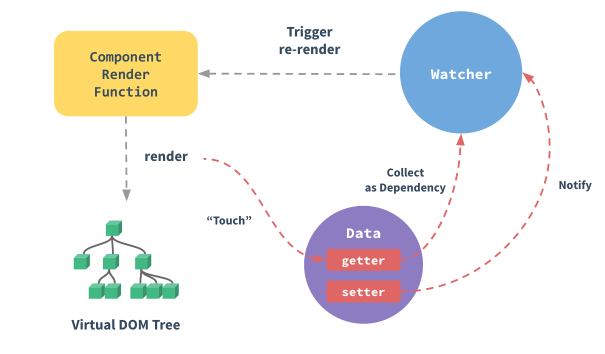 Trigger
re-render
Component
Render
Function
Watcher
render
Collect
as Dependency
Notify
“Touch”
Data
getter
setter
Virtual DOM Tree